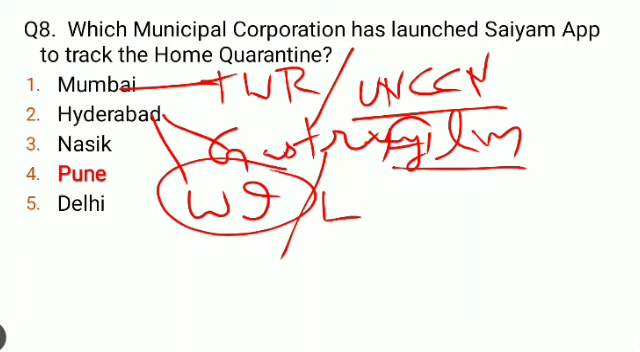 Q8. Which Municipal Corporation has launched Saiyam App
to track the Home Quarantine?
1. Mumbai
TWR / UNCCN
2. Hyderabad
3. Nasik
4. Pune
5. Delhi